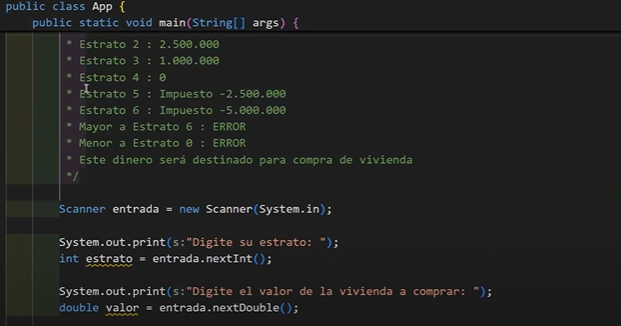 public class App {
public static void main(String[] args) {
* Estrato 2 : 2.500.000
* Estrato 3 : 1.000.000
* Estrato 4 : 0
* Estrato 5 : Impuesto -2.500.000
* Estrato 6 : Impuesto -5.000.000
* Mayor a Estrato 6 : ERROR
* Menor a Estrato 0 : ERROR
* Este dinero será destinado para compra de vivienda
*/
Scanner entrada = new Scanner(System.in);
System.out.print(s:"Digite su estrato: ");
int estrato = entrada.nextInt();
System.out.print(s:"Digite el valor de la vivienda a comprar: ");
double valor = entrada.nextDouble();